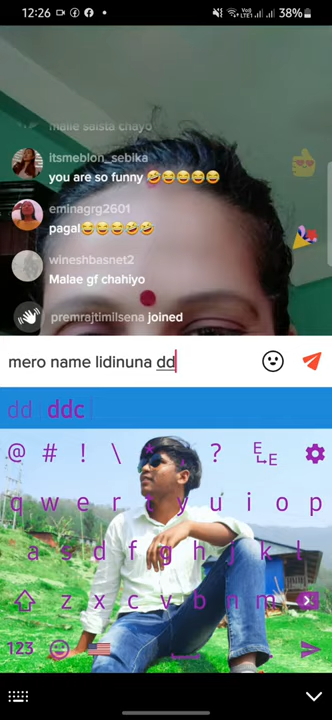 12:26
38%
malie saista chayo
itsmeblon_sebika
you are so funny 🤣😂😂😂😂
eminagrg2601
pagal😂😂😂🤣🤣
wineshbasnet2
Malae gf chahiyo
premrajtimilsena joined
mero name lidinuna dd
dd ddc
@ # ! \ * ?
q w e r t y u i o p
a s d f g h j k l
z x c v b n m
123